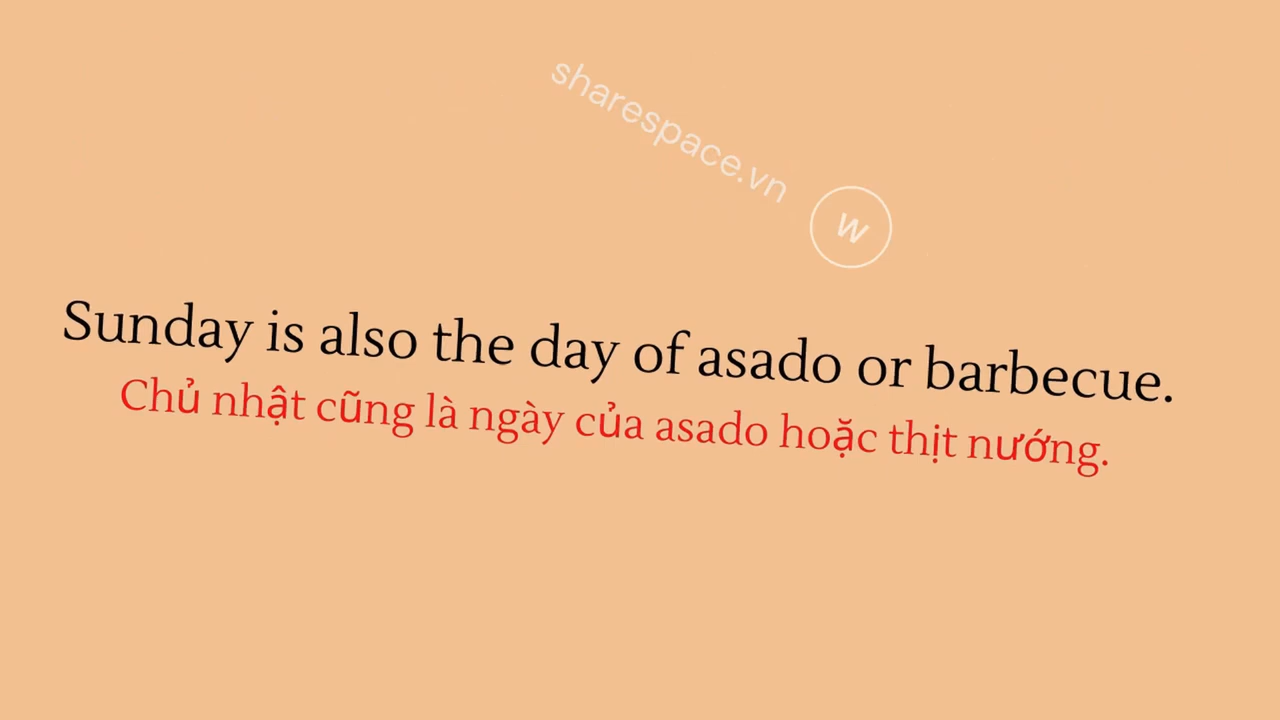 sharespace.vn
W
Sunday is also the day of asado or barbecue.
Chủ nhật cũng là ngày của asado hoặc thịt nướng.